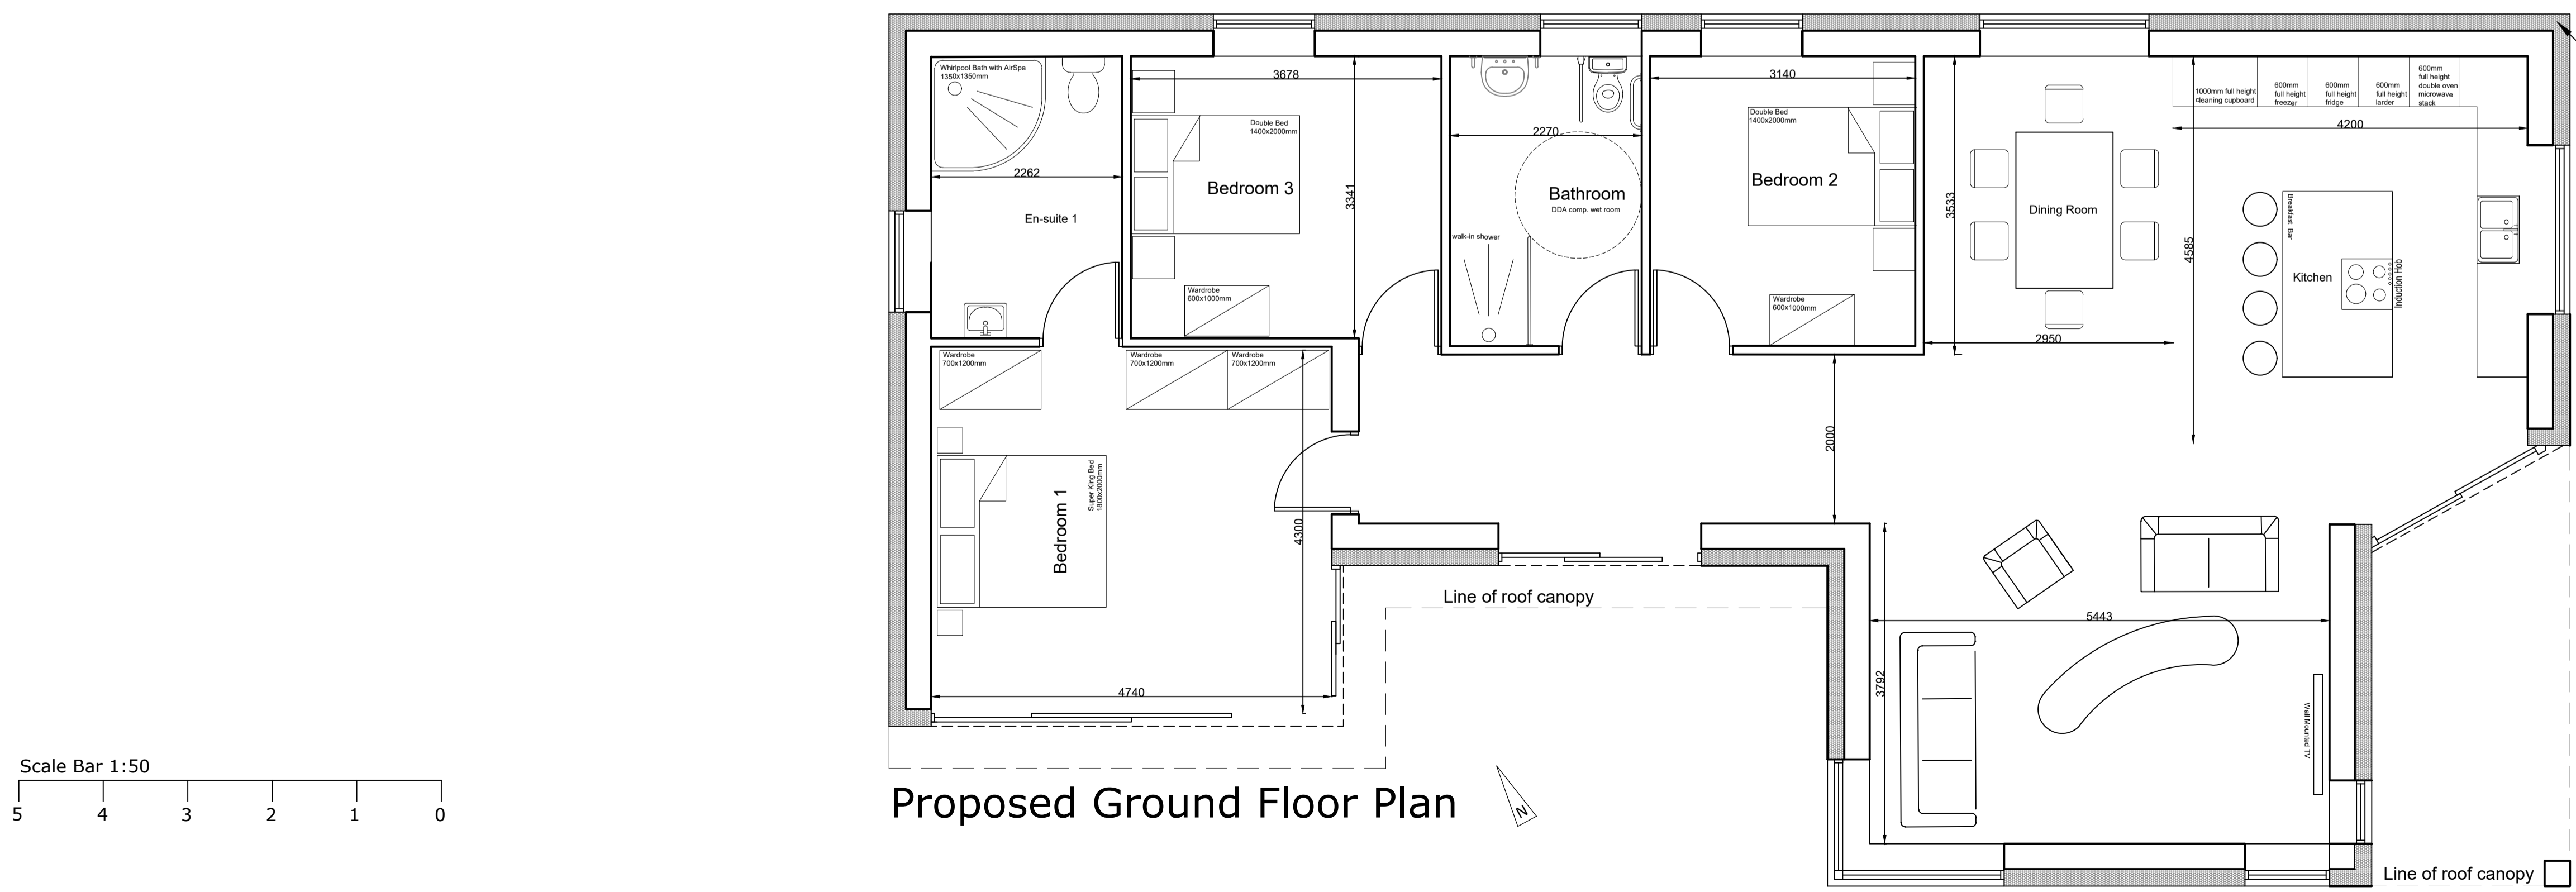 Whirlpool Bath with AirSpa
1350x1350mm
2262
En-suite 1
3678
Double Bed
1400x2000mm
Bedroom 3
3341
Wardrobe
600x1000mm
2270
Bathroom
DDA comp. wet room
walk-in shower
3140
Double Bed
1400x2000mm
Bedroom 2
Wardrobe
600x1000mm
3533
Dining Room
2950
4585
1000mm full height
cleaning cupboard
600mm
full height
freezer
600mm
full height
fridge
600mm
full height
larder
600mm
full height
double oven
microwave
stack
4200
Breakfast Bar
Kitchen
Induction Hob
Wardrobe
700x1200mm
Wardrobe
700x1200mm
Wardrobe
700x1200mm
Bedroom 1
Super King Bed
1800x2000mm
4300
4740
2000
Line of roof canopy
5443
3792
Wall Mounted TV
Scale Bar 1:50
5 4 3 2 1 0
Proposed Ground Floor Plan
N
Line of roof canopy